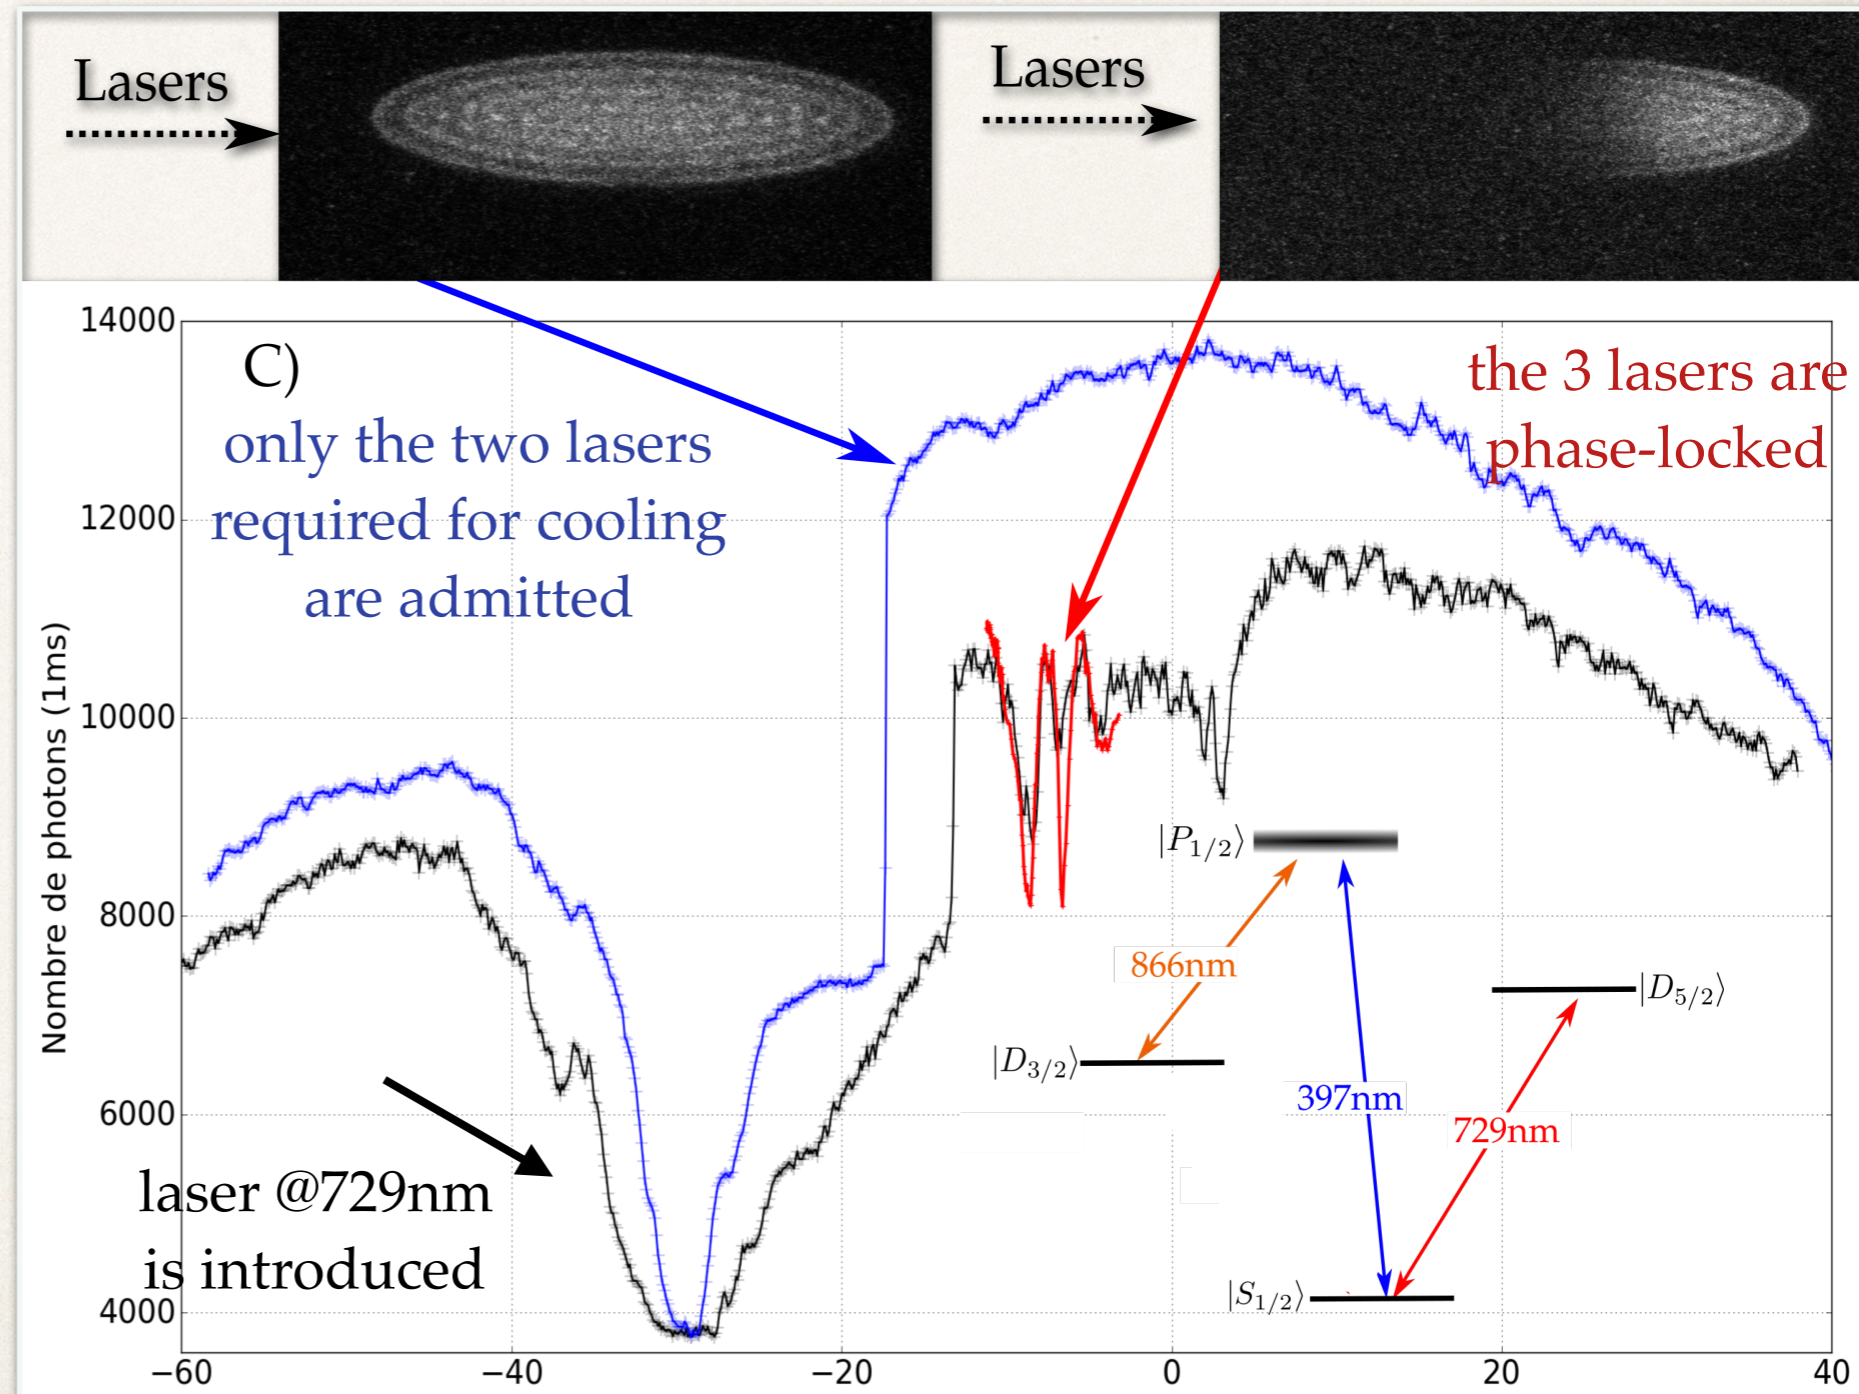 Lasers
Lasers
14000
12000
10000
8000
6000
4000
Nombre de photons (1ms)
C)
only the two lasers
required for cooling
are admitted
the 3 lasers are
phase-locked
laser @729nm
is introduced
|P1/2⟩
866nm
|D5/2⟩
|D3/2⟩
397nm
729nm
|S1/2⟩
−60
−40
−20
0
20
40